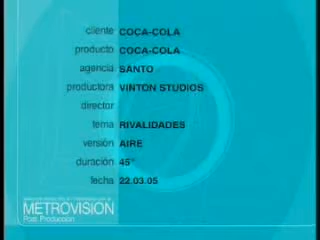 cliente COCA-COLA
producto COCA-COLA
agencia SANTO
productora VINTON STUDIOS
director
tema RIVALIDADES
versión AIRE
duración 45"
fecha 22.03.05
METROVISION
Post Producción